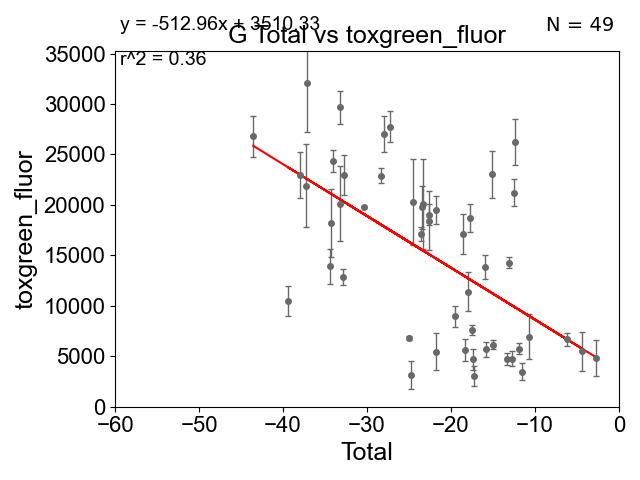 y = -512.96x + 3510.33
N = 49
G Total vs toxgreen_fluor
r^2 = 0.36
35000
30000
25000
20000
15000
10000
5000
0
toxgreen_fluor
−60
−50
−40
−30
−20
−10
0
Total